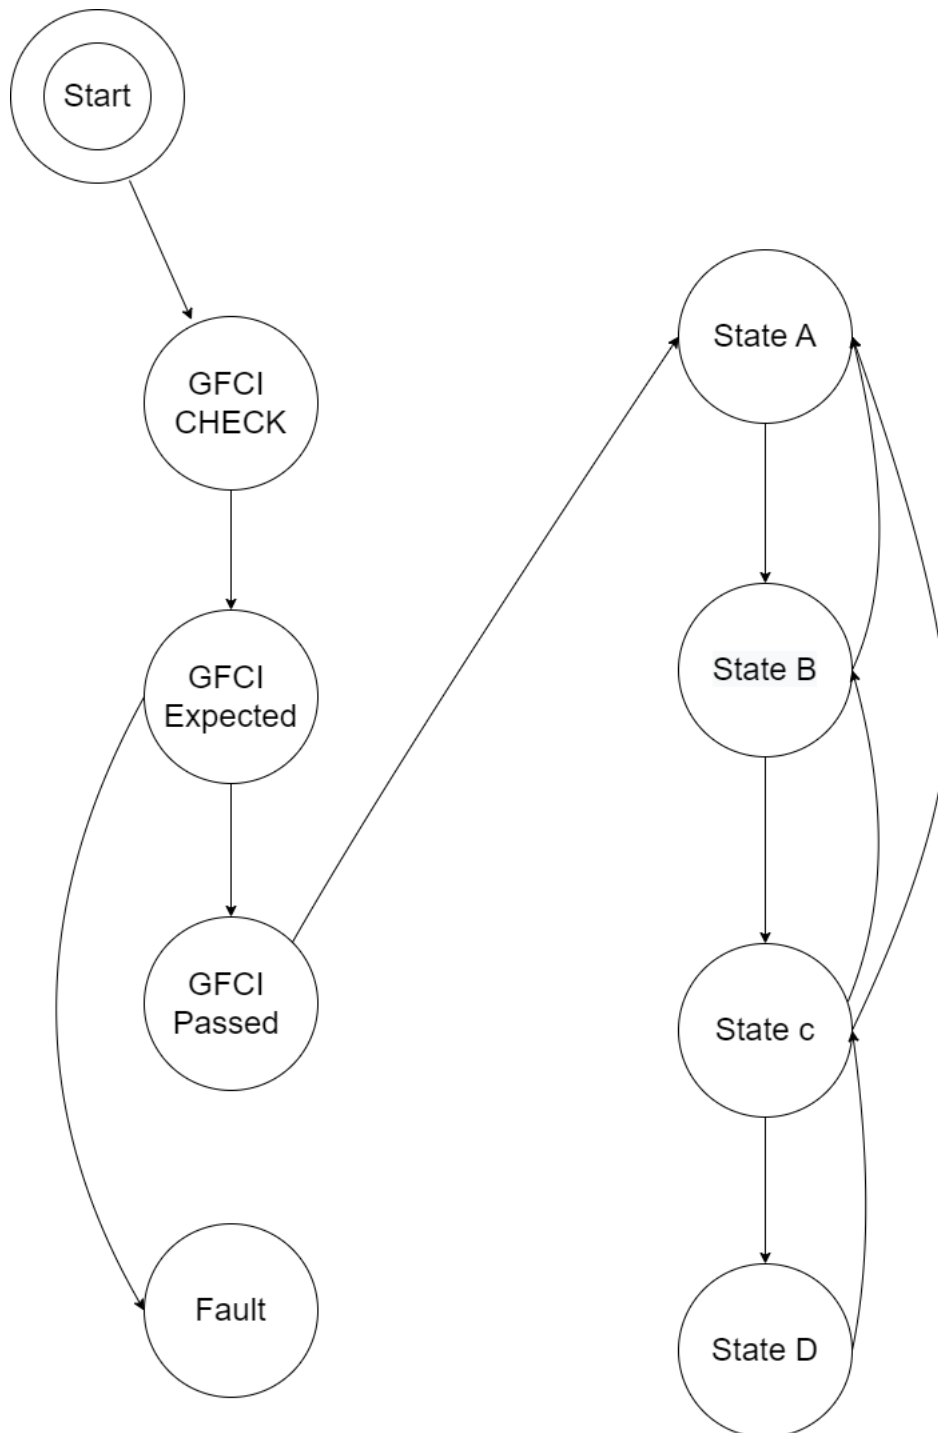 Start
GFCI
CHECK
GFCI
Expected
GFCI
Passed
Fault
State A
State B
State c
State D